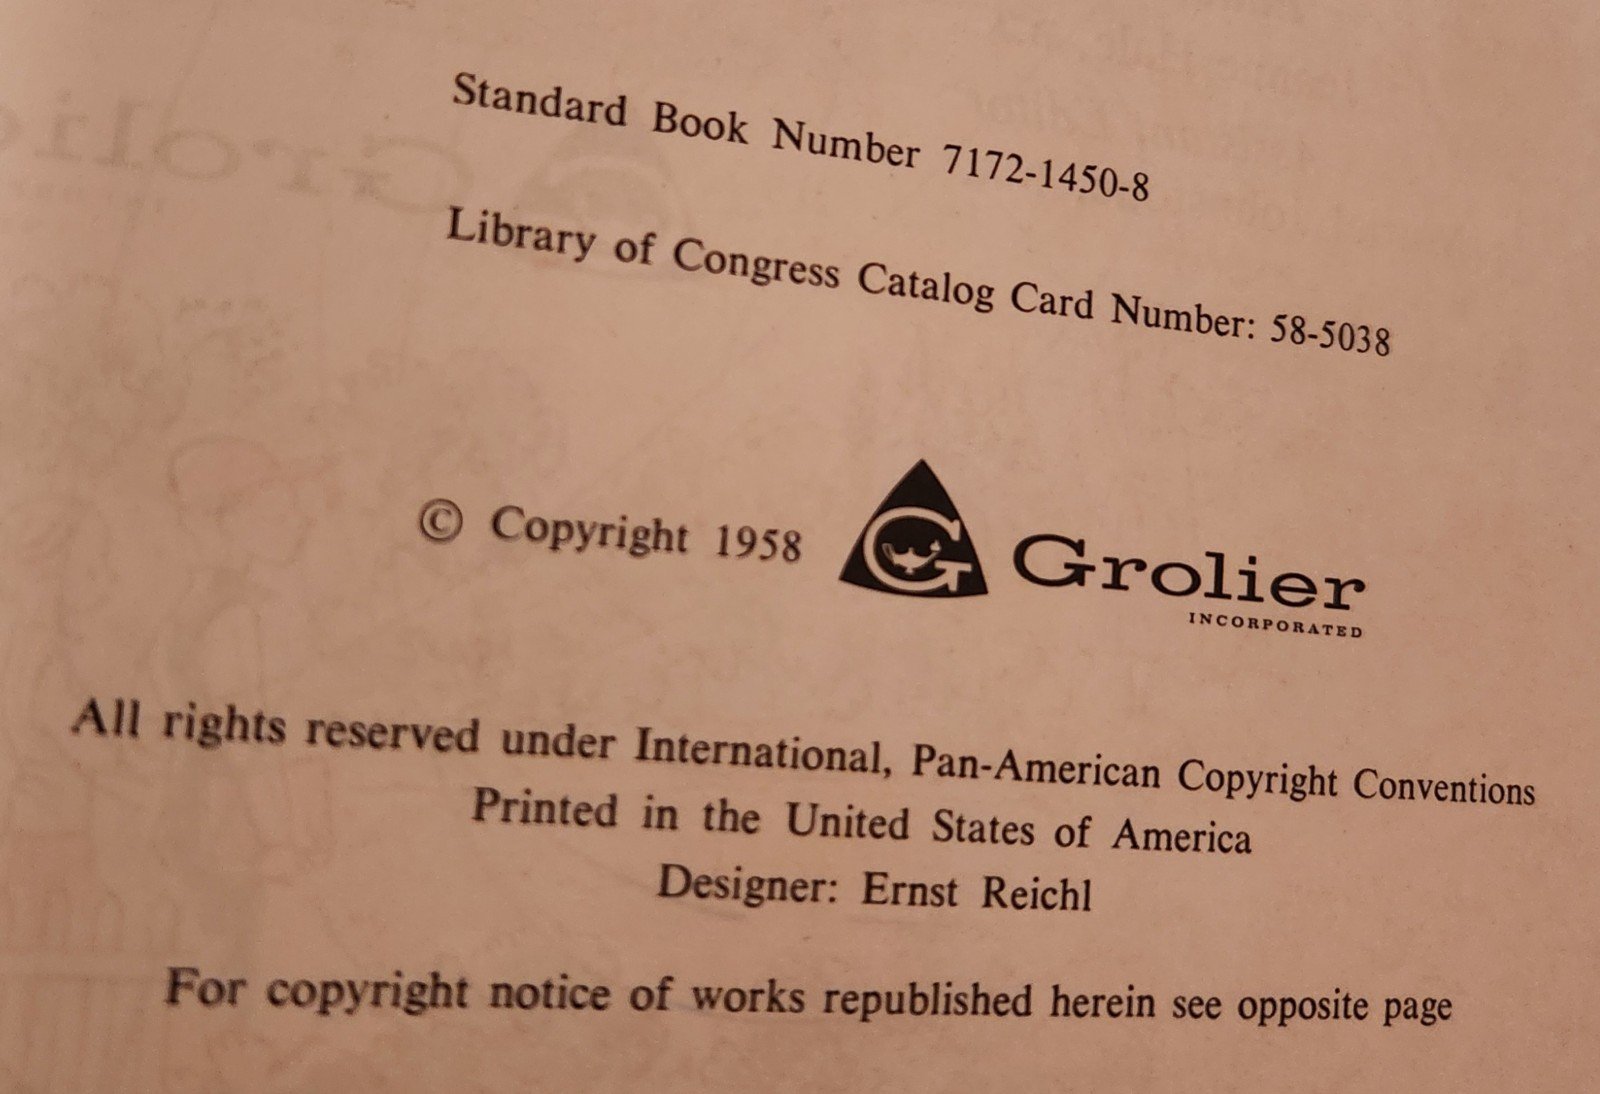 Standard Book Number 7172-1450-8
Library of Congress Catalog Card Number: 58-5038
© Copyright 1958 G Grolier
INCORPORATED
All rights reserved under International, Pan-American Copyright Conventions
Printed in the United States of America
Designer: Ernst Reichl
For copyright notice of works republished herein see opposite page